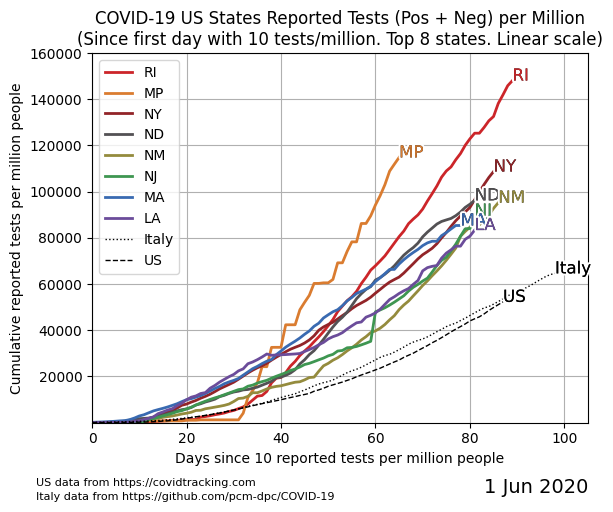 COVID-19 US States Reported Tests (Pos + Neg) per Million
(Since first day with 10 tests/million. Top 8 states. Linear scale)
Cumulative reported tests per million people
160000
140000
120000
100000
80000
60000
40000
20000
RI
MP
NY
ND
NM
NJ
MA
LA
Italy
US
RI
MP
NY
ND
NM
NJ
MA
LA
Italy
US
0 20 40 60 80 100
Days since 10 reported tests per million people
US data from https://covidtracking.com
Italy data from https://github.com/pcm-dpc/COVID-19
1 Jun 2020